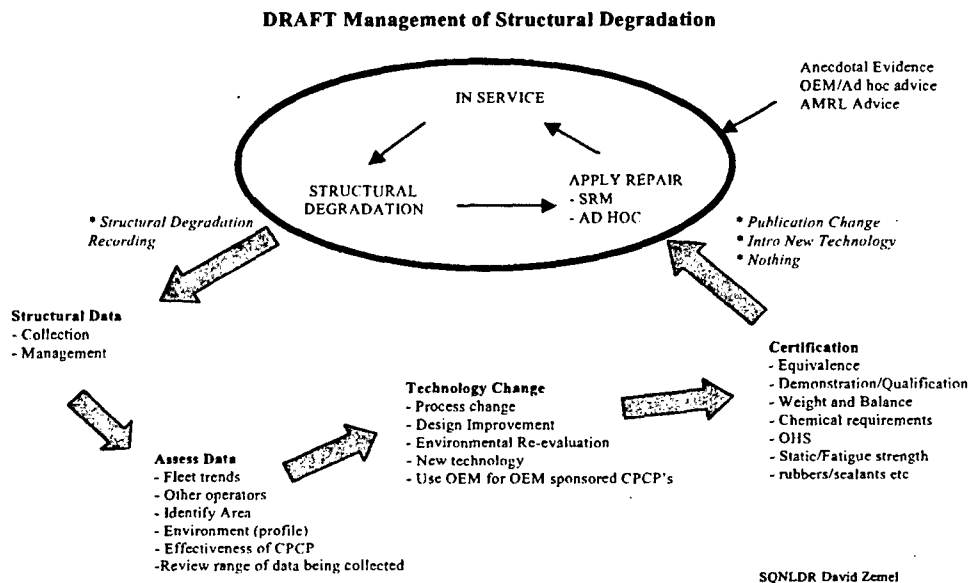 DRAFT Management of Structural Degradation
Anecdotal Evidence
OEM/Ad hoc advice
AMRL Advice
IN SERVICE
STRUCTURAL
DEGRADATION
APPLY REPAIR
- SRM
- AD HOC
* Structural Degradation
Recording
* Publication Change
* Intro New Technology
* Nothing
Structural Data
- Collection
- Management
Assess Data
- Fleet trends
- Other operators
- Identify Area
- Environment (profile)
- Effectiveness of CPCP
-Review range of data being collected
Technology Change
- Process change
- Design Improvement
- Environmental Re-evaluation
- New technology
- Use OEM for OEM sponsored CPCP's
Certification
- Equivalence
- Demonstration/Qualification
- Weight and Balance
- Chemical requirements
- OHS
- Static/Fatigue strength
- rubbers/sealants etc
SQNLDR David Zemel